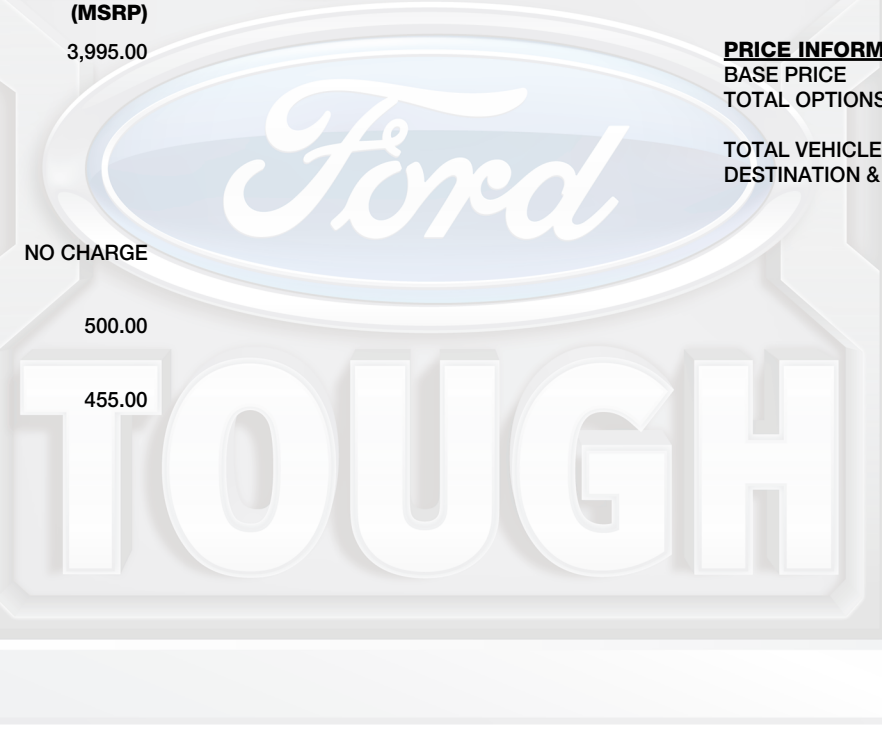 (MSRP)
3,995.00
NO CHARGE
500.00
455.00
PRICE INFORM
BASE PRICE
TOTAL OPTIONS
TOTAL VEHICLE
DESTINATION &
Ford
TOUGH